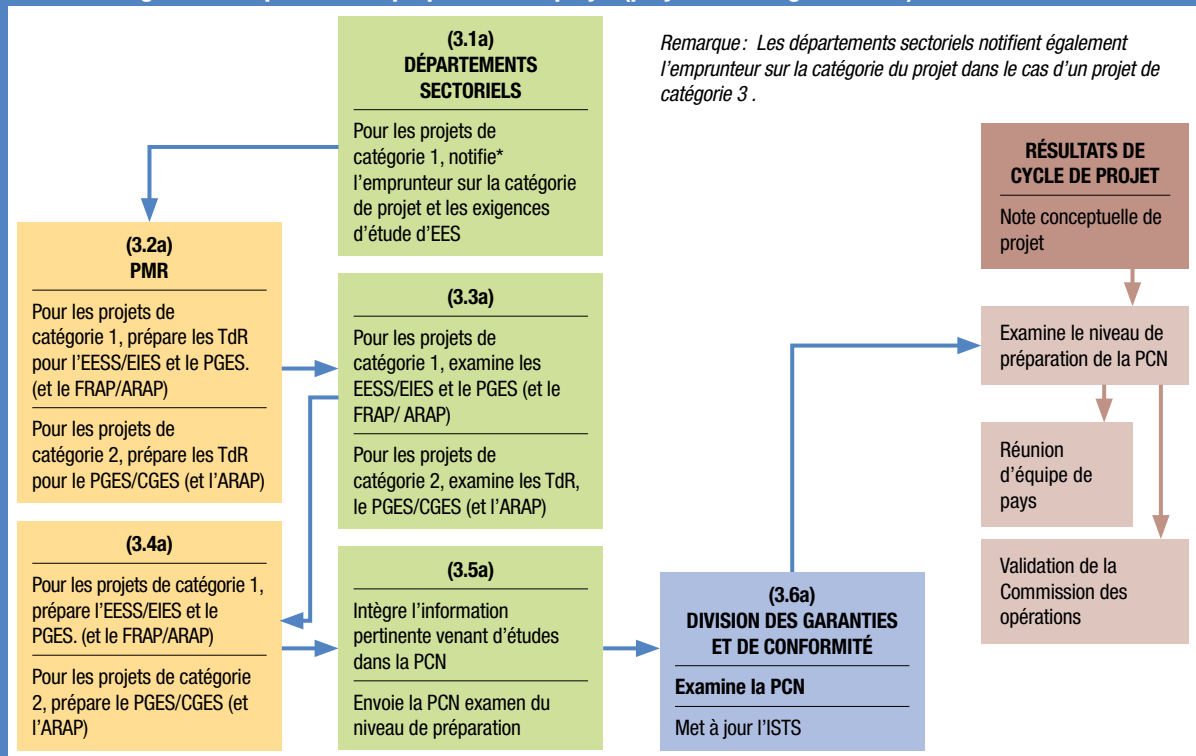 (3.1a)
DÉPARTEMENTS
SECTORIELS
Pour les projets de
catégorie 1, notifie*
l'emprunteur sur la catégorie
de projet et les exigences
d'étude d'EES
Remarque : Les départements sectoriels notifient également
l'emprunteur sur la catégorie du projet dans le cas d'un projet de
catégorie 3 .
(3.2a)
PMR
Pour les projets de
catégorie 1, prépare les TdR
pour l'EESS/EIES et le PGES.
(et le FRAP/ARAP)
Pour les projets de
catégorie 2, prépare les TdR
pour le PGES/CGES (et l'ARAP)
(3.3a)
Pour les projets de
catégorie 1, examine les
EESS/EIES et le PGES (et le
FRAP/ ARAP)
Pour les projets de
catégorie 2, examine les TdR,
le PGES/CGES (et l'ARAP)
(3.4a)
Pour les projets de catégorie 1,
prépare l'EESS/EIES et le
PGES. (et le FRAP/ARAP)
Pour les projets de catégorie
2, prépare le PGES/CGES (et
l'ARAP)
(3.5a)
Intègre l'information
pertinente venant d'études
dans la PCN
Envoie la PCN examen du
niveau de préparation
(3.6a)
DIVISION DES GARANTIES
ET DE CONFORMITÉ
Examine la PCN
Met à jour l'ISTS
RÉSULTATS DE
CYCLE DE PROJET
Note conceptuelle de
projet
Examine le niveau de
préparation de la PCN
Réunion
d'équipe de
pays
Validation de la
Commission des
opérations